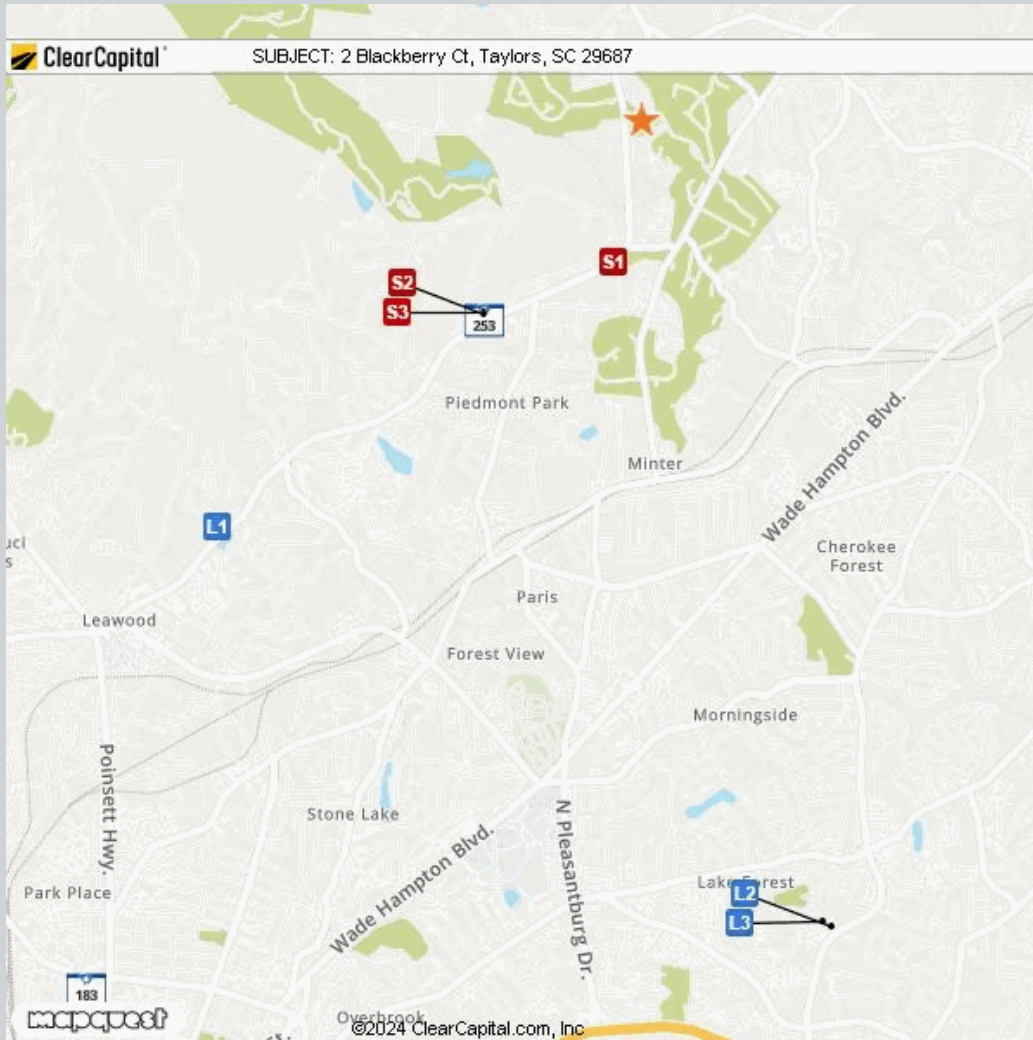 ClearCapital
SUBJECT: 2 Blackberry Ct, Taylors, SC 29687
S1
S2
S3
253
Piedmont Park
Wade Hampton Blvd.
Minter
L1
uci
s
Cherokee
Forest
Paris
Leawood
Forest View
Morningside
Poinsett Hwy.
Stone Lake
N Pleasantburg Dr.
Wade Hampton Blvd.
Park Place
Lake Forest
L2
L3
183
mapquest
Overbrook
©2024 ClearCapital.com, Inc